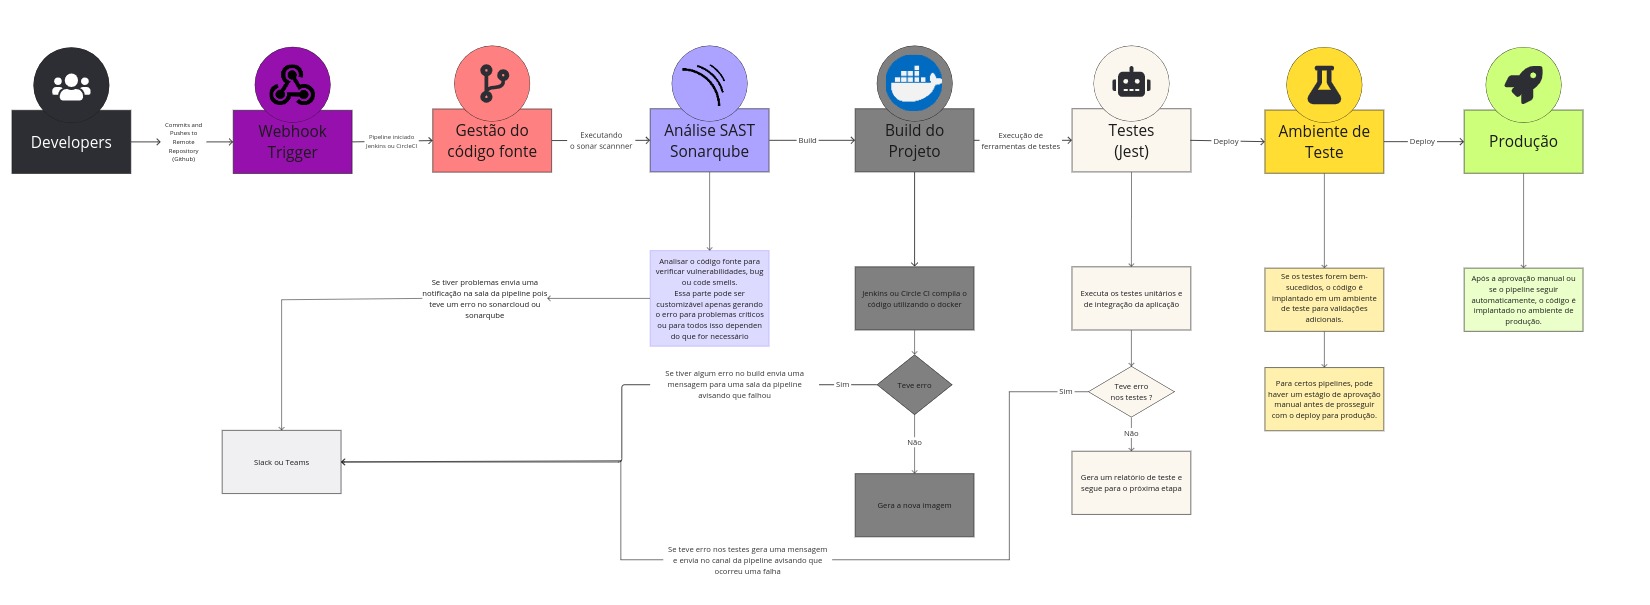 Developers
Commits and
Pushes to
Remote
Repository
(Github)
Webhook
Trigger
Pipeline iniciado
Jenkins ou CircleCI
Gestão do
código fonte
Executando
o sonar scannner
Análise SAST
Sonarqube
Build
Build do
Projeto
Execução de
ferramentas de testes
Testes
(Jest)
Deploy
Ambiente de
Teste
Deploy
Produção
Se tiver problemas envia uma
notificação na sala da pipeline pois
teve um erro no sonarcloud ou
sonarqube
Analisar o código fonte para
verificar vulnerabilidades, bug
ou code smells.
Essa parte pode ser
customizável apenas gerando
o erro para problemas críticos
ou para todos isso dependen
do que for necessário
Jenkins ou Circle CI compila o
código utilizando o docker
Executa os testes unitários e
de integração da aplicação
Se os testes forem bem-
sucedidos, o código é
implantado em um ambiente
de teste para validações
adicionais.
Após a aprovação manual ou
se o pipeline seguir
automaticamente, o código é
implantado no ambiente de
produção.
Se tiver algum erro no build envia uma
mensagem para uma sala da pipeline
avisando que falhou
Sim
Teve erro
Sim
Teve erro
nos testes ?
Para certos pipelines, pode
haver um estágio de aprovação
manual antes de prosseguir
com o deploy para produção.
Não
Não
Slack ou Teams
Gera a nova imagem
Gera um relatório de teste e
segue para o próxima etapa
Se teve erro nos testes gera uma mensagem
e envia no canal da pipeline avisando que
ocorreu uma falha